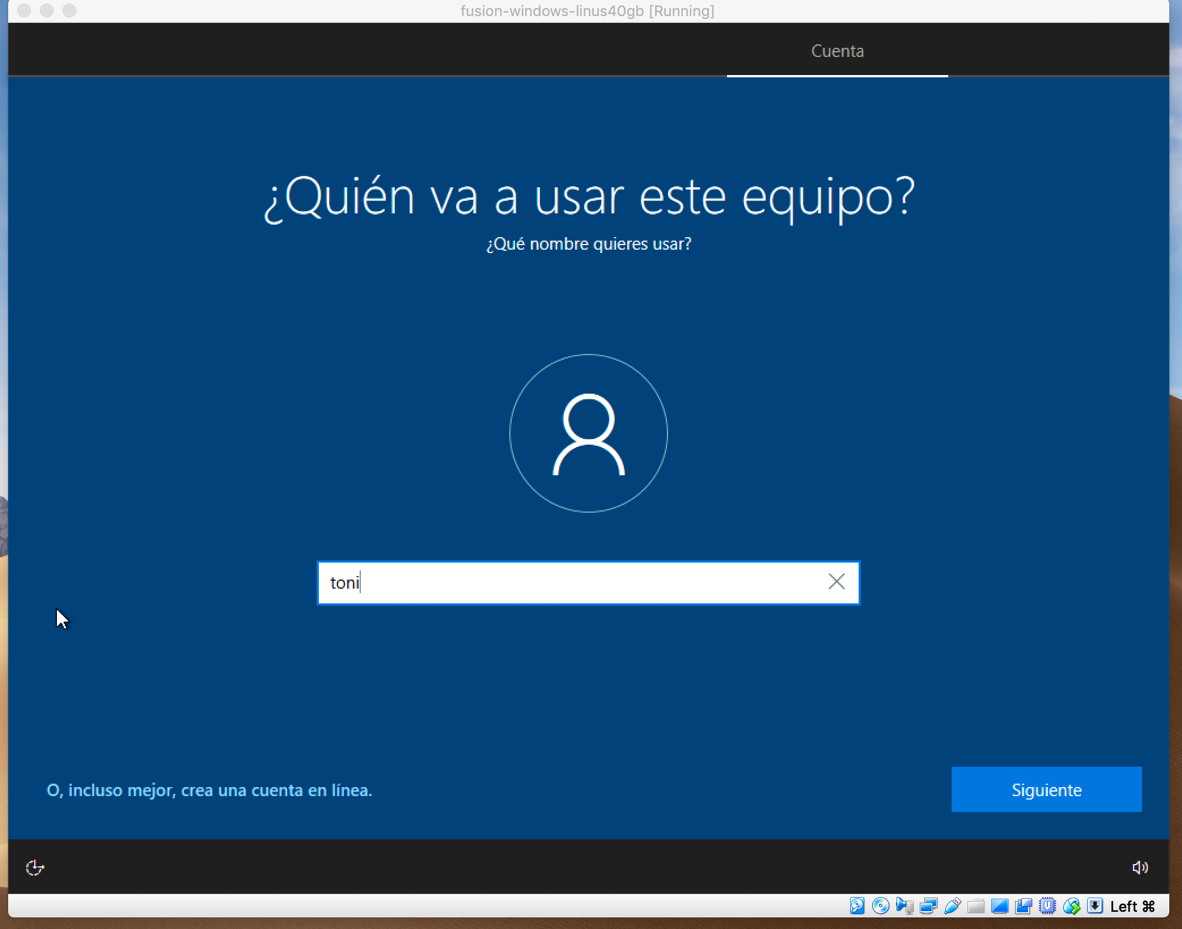 fusion-windows-linus40gb [Running]
Cuenta
¿Quién va a usar este equipo?
¿Qué nombre quieres usar?
toni
O, incluso mejor, crea una cuenta en línea.
Siguiente
Left ⌘